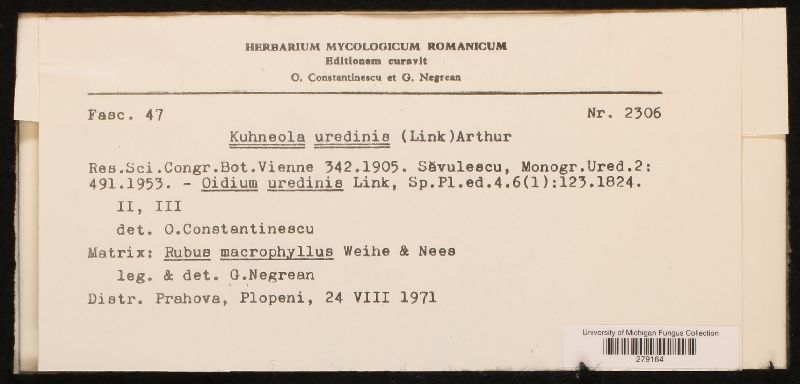 HERBARIUM MYCOLOGICUM ROMANICUM
Editionem curavit
O. Constantinescu et G. Negrean
Fasc. 47 Nr. 2306
Kuhneola uredinis (Link)Arthur
Res.Sci.Congr.Bot.Vienne 342.1905. Săvulescu, Monogr.Ured.2:
491.1953. - Oidium uredinis Link, Sp.Pl.ed.4.6(1):123.1824.
II, III
det. O.Constantinescu
Matrix: Rubus macrophyllus Weihe & Nees
leg. & det. G.Negrean
Distr. Prahova, Plopeni, 24 VIII 1971
University of Michigan Fungus Collection
279164